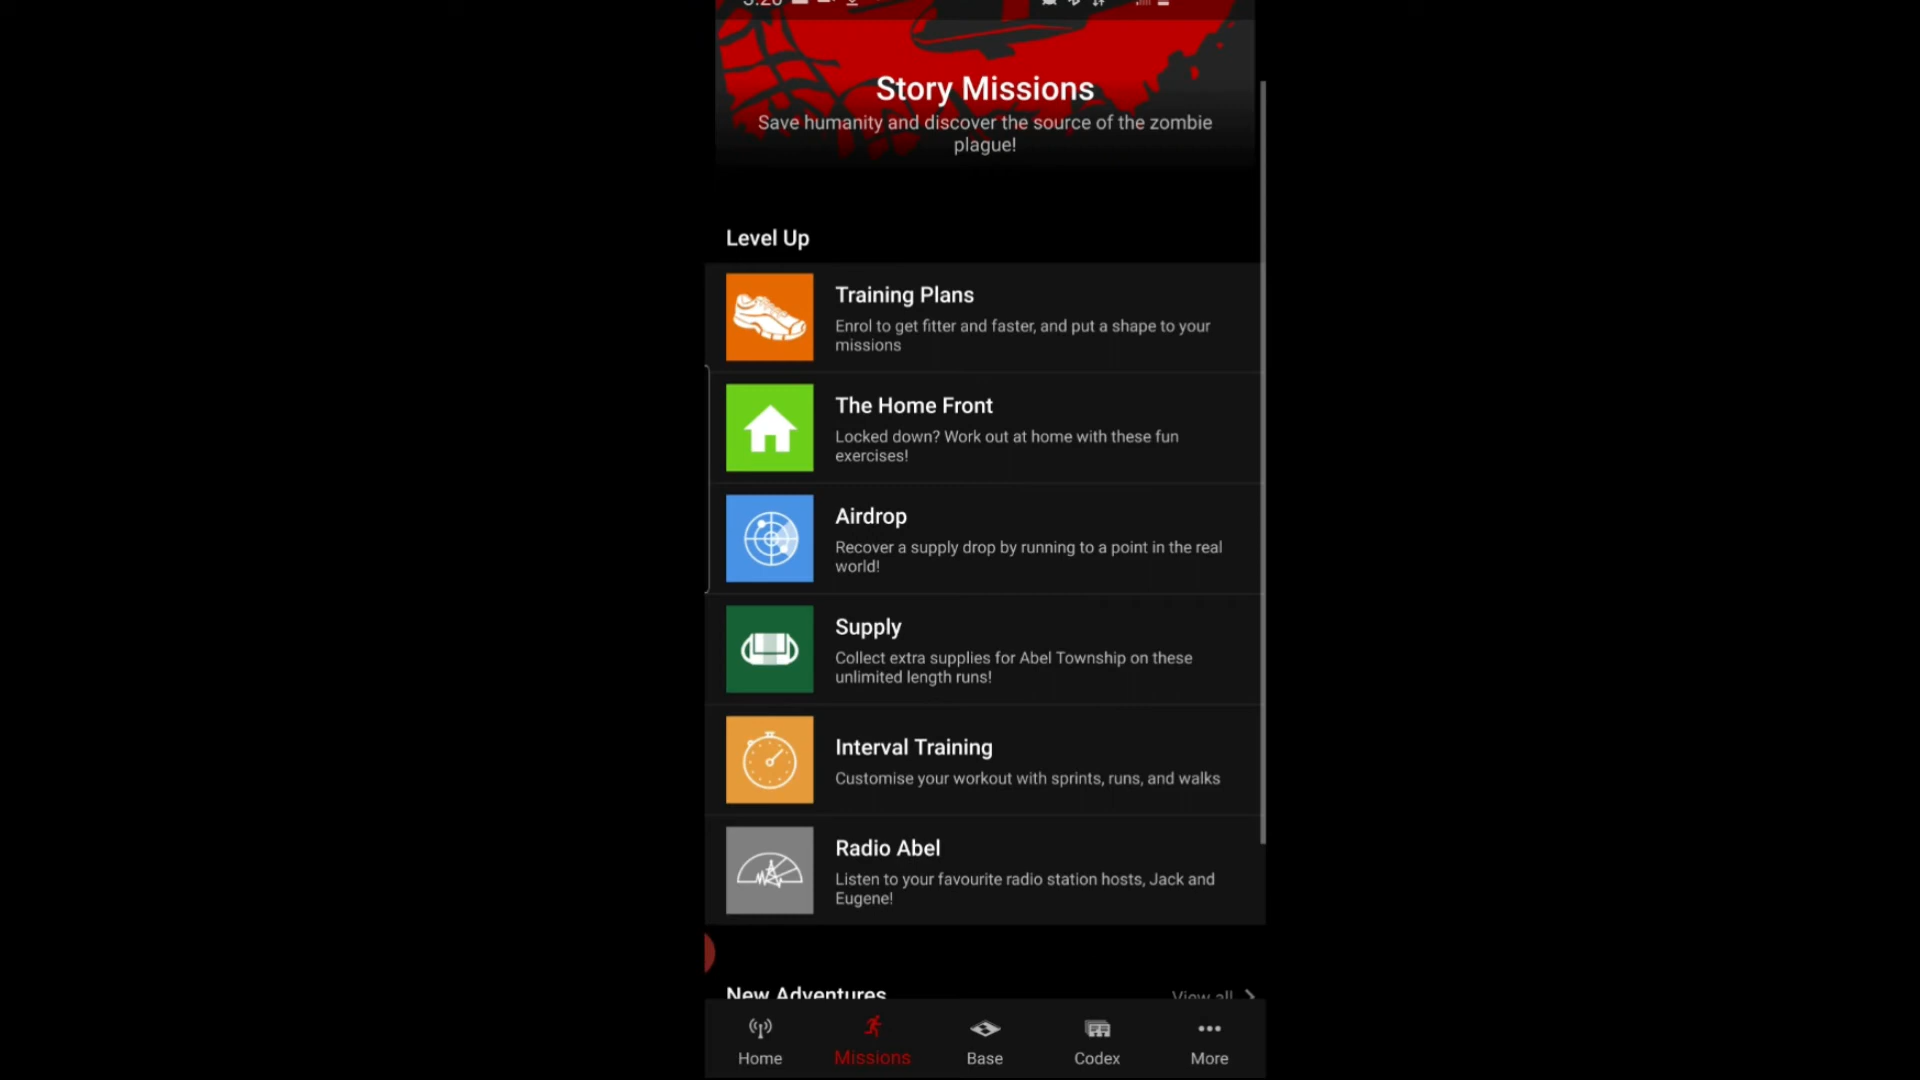 Story Missions
Save humanity and discover the source of the zombie
plague!
Level Up
Training Plans
Enrol to get fitter and faster, and put a shape to your
missions
The Home Front
Locked down? Work out at home with these fun
exercises!
Airdrop
Recover a supply drop by running to a point in the real
world!
Supply
Collect extra supplies for Abel Township on these
unlimited length runs!
Interval Training
Customise your workout with sprints, runs, and walks
Radio Abel
Listen to your favourite radio station hosts, Jack and
Eugene!
New Adventures View all
Home Missions Base Codex More